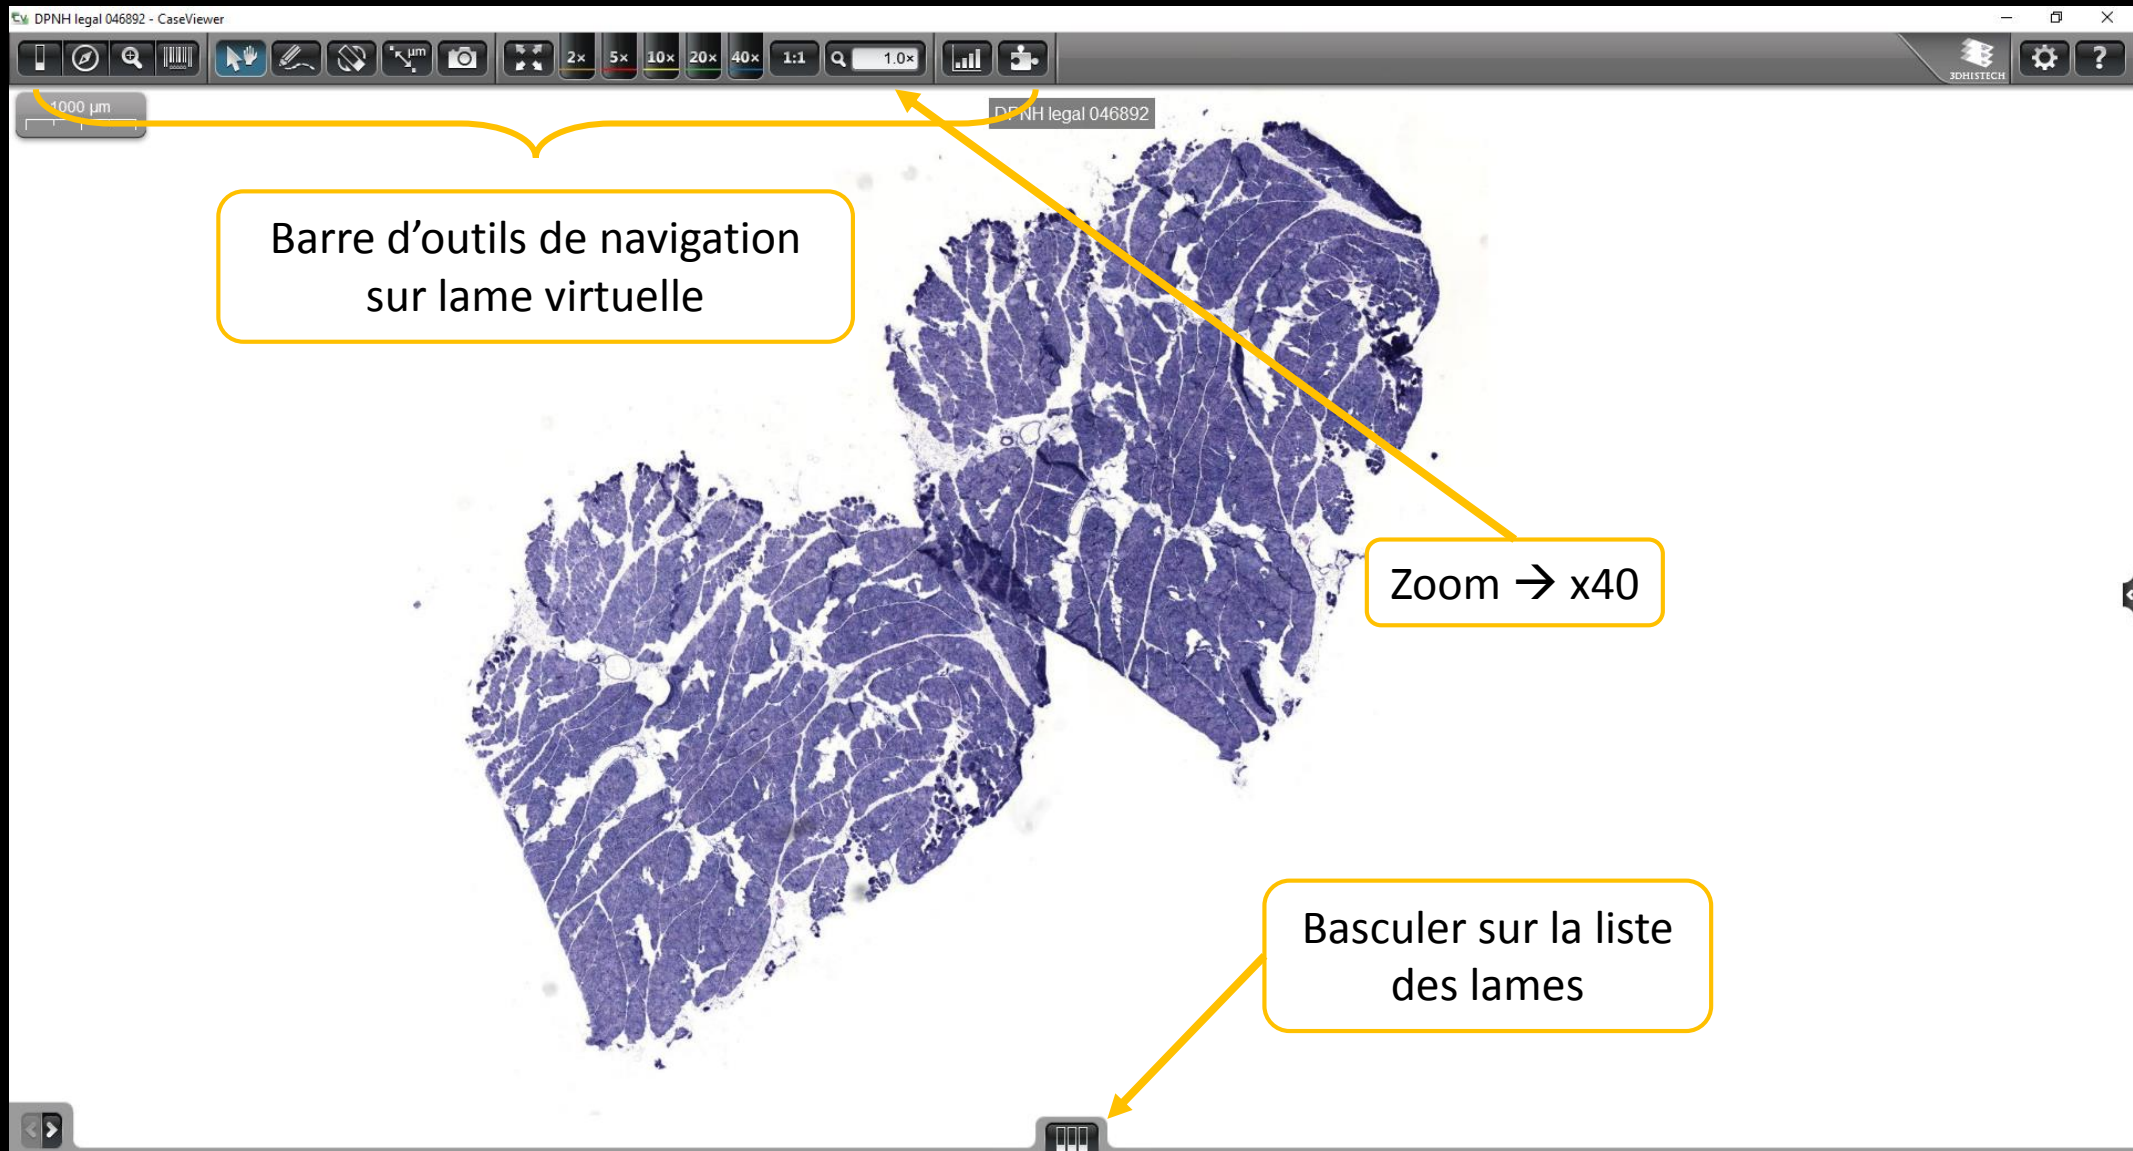 DPNH legal 046892 - CaseViewer
µm
2×
5×
10×
20×
40×
1:1
1.0×
3DHISTECH
?
1000 µm
DPNH legal 046892
Barre d’outils de navigation
sur lame virtuelle
Zoom → x40
Basculer sur la liste
des lames